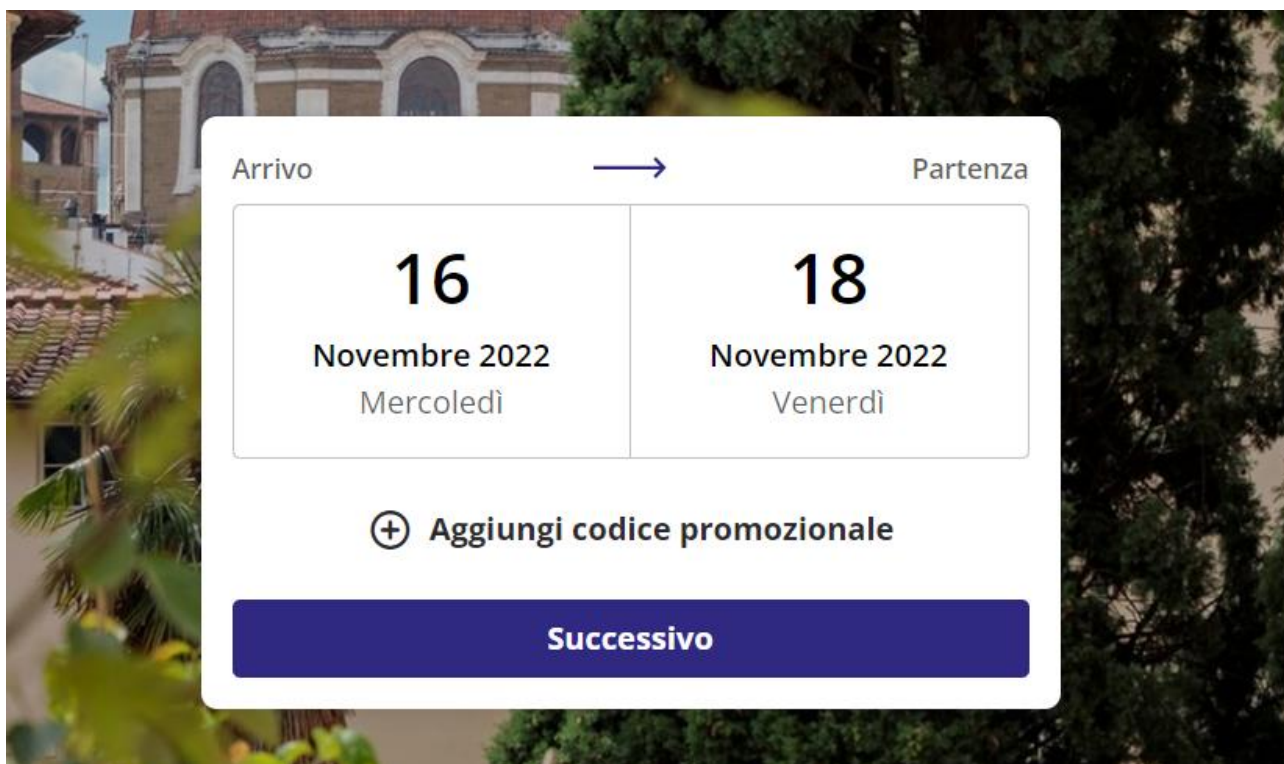 Arrivo Partenza
16 18
Novembre 2022 Novembre 2022
Mercoledì Venerdì
Aggiungi codice promozionale
Successivo